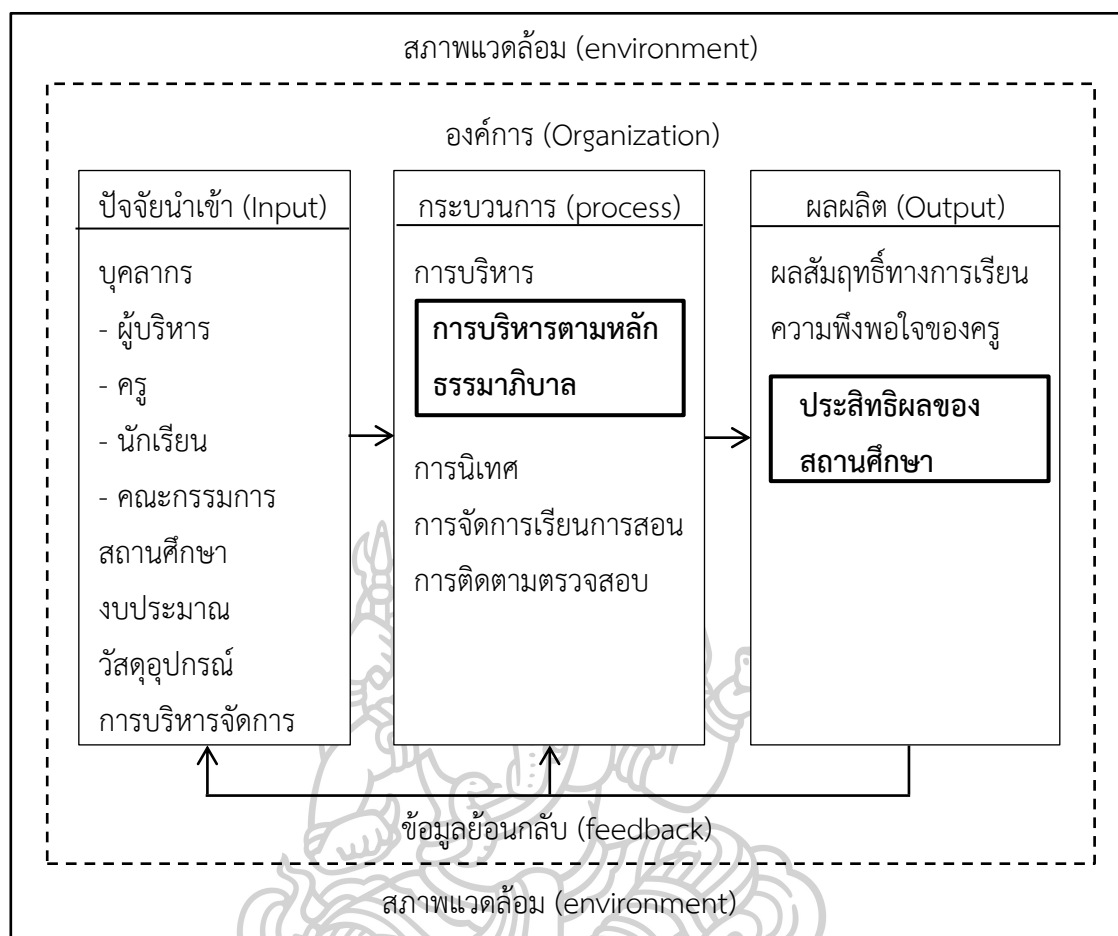 สภาพแวดล้อม (environment)
องค์การ (Organization)
ปัจจัยนำเข้า (Input)
บุคลากร
- ผู้บริหาร
- ครู
- นักเรียน
- คณะกรรมการ
สถานศึกษา
งบประมาณ
วัสดุอุปกรณ์
การบริหารจัดการ
กระบวนการ (process)
การบริหาร
การบริหารตามหลัก
ธรรมาภิบาล
การนิเทศ
การจัดการเรียนการสอน
การติดตามตรวจสอบ
ผลผลิต (Output)
ผลสัมฤทธิ์ทางการเรียน
ความพึงพอใจของครู
ประสิทธิผลของ
สถานศึกษา
ข้อมูลย้อนกลับ (feedback)
สภาพแวดล้อม (environment)